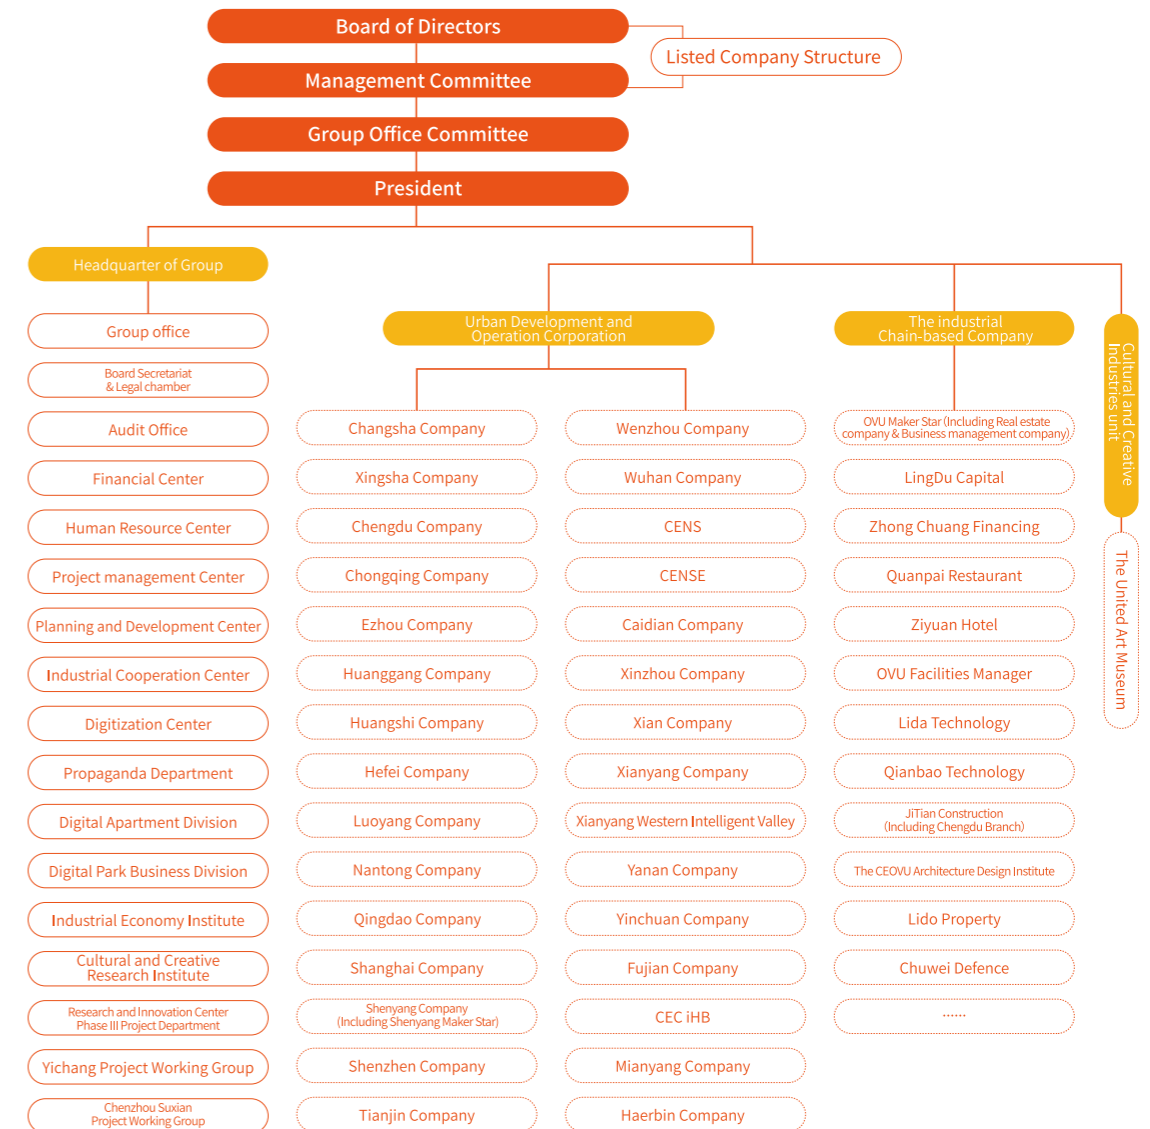 Board of Directors
Listed Company Structure
Management Committee
Group Office Committee
President
Headquarter of Group
Group office
Board Secretariat
& Legal chamber
Audit Office
Financial Center
Human Resource Center
Project management Center
Planning and Development Center
Industrial Cooperation Center
Digitization Center
Propaganda Department
Digital Apartment Division
Digital Park Business Division
Industrial Economy Institute
Cultural and Creative
Research Institute
Research and Innovation Center
Phase III Project Department
Yichang Project Working Group
Chenzhou Suxian
Project Working Group
Urban Development and
Operation Corporation
Changsha Company
Xingsha Company
Chengdu Company
Chongqing Company
Ezhou Company
Huanggang Company
Huangshi Company
Hefei Company
Luoyang Company
Nantong Company
Qingdao Company
Shanghai Company
Shenyang Company
(Including Shenyang Maker Star)
Shenzhen Company
Tianjin Company
Wenzhou Company
Wuhan Company
CENS
CENSE
Caidian Company
Xinzhou Company
Xian Company
Xianyang Company
Xianyang Western Intelligent Valley
Yanan Company
Yinchuan Company
Fujian Company
CEC iHB
Mianyang Company
Haerbin Company
The industrial
Chain-based Company
OVU Maker Star (Including Real estate
company & Business management company)
LingDu Capital
Zhong Chuang Financing
Quanpai Restaurant
Ziyuan Hotel
OVU Facilities Manager
Lida Technology
Qianbao Technology
JiTian Construction
(Including Chengdu Branch)
The CEOVU Architecture Design Institute
Lido Property
Chuwei Defence
······
Cultural and Creative
Industries unit
The United Art Museum